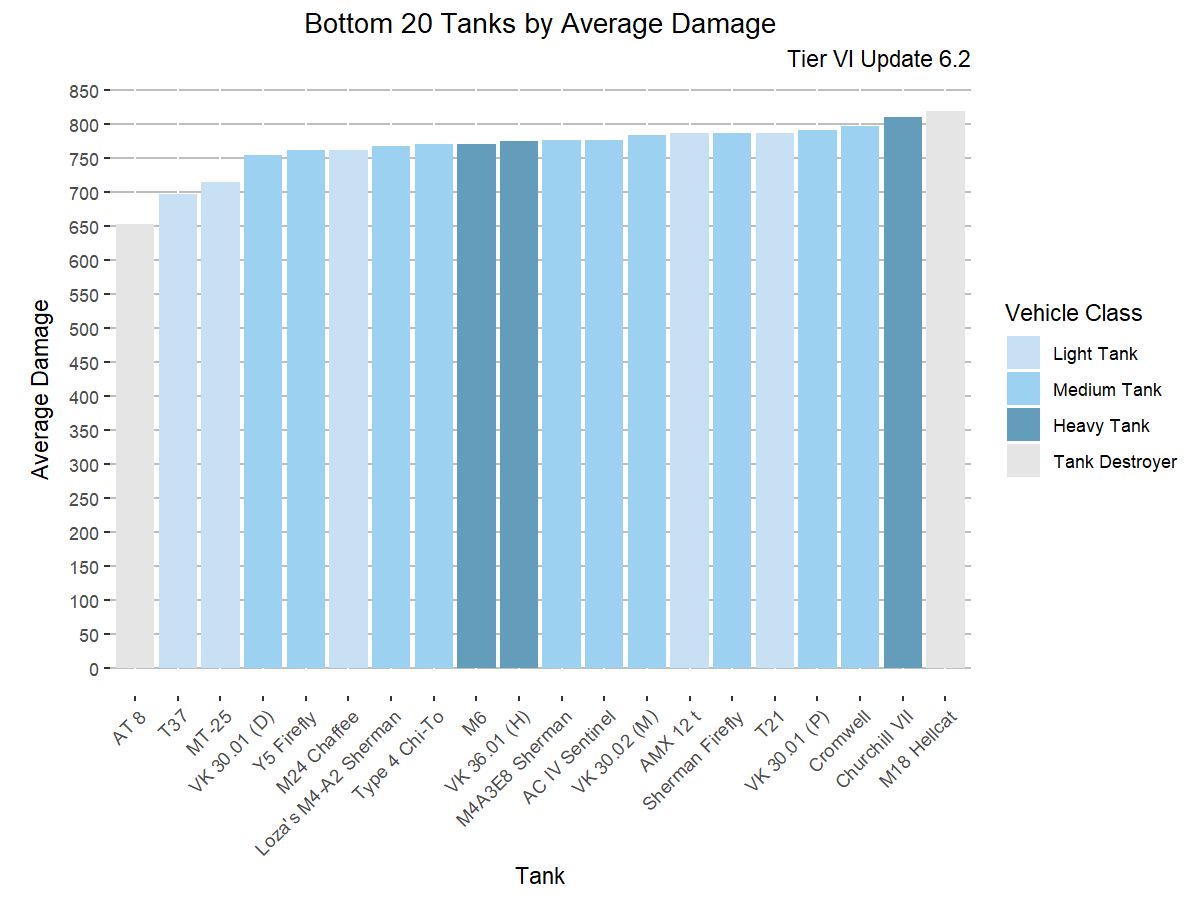 Bottom 20 Tanks by Average Damage
Tier VI Update 6.2
850
800
750
700
650
600
550
500
450
400
350
300
250
200
150
100
50
0
Average Damage
AT 8
T37
MT-25
VK 30.01 (D)
Y5 Firefly
M24 Chaffee
Loza's M4-A2 Sherman
Type 4 Chi-To
M6
VK 36.01 (H)
M4A3E8 Sherman
AC IV Sentinel
VK 30.02 (M)
AMX 12 t
Sherman Firefly
T21
VK 30.01 (P)
Cromwell
Churchill VII
M18 Hellcat
Tank
Vehicle Class
Light Tank
Medium Tank
Heavy Tank
Tank Destroyer